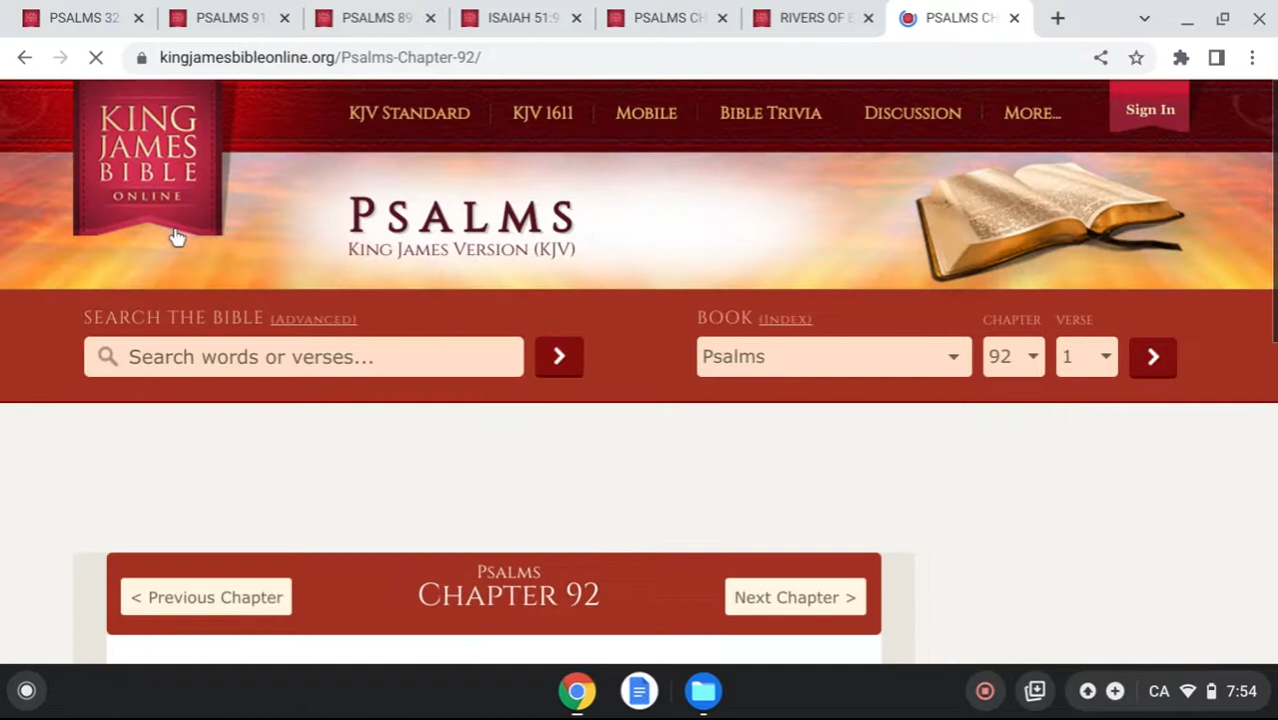 PSALMS 32
PSALMS 91
PSALMS 89
ISAIAH 51:9
PSALMS CH
RIVERS OF E
PSALMS CH
kingjamesbibleonline.org/Psalms-Chapter-92/
KING
JAMES
BIBLE
ONLINE
KJV STANDARD
KJV 1611
MOBILE
BIBLE TRIVIA
DISCUSSION
MORE...
Sign In
PSALMS
KING JAMES VERSION (KJV)
SEARCH THE BIBLE (ADVANCED)
Search words or verses...
BOOK (INDEX)
CHAPTER
VERSE
Psalms
92
1
< Previous Chapter
PSALMS
CHAPTER 92
Next Chapter >
CA
7:54